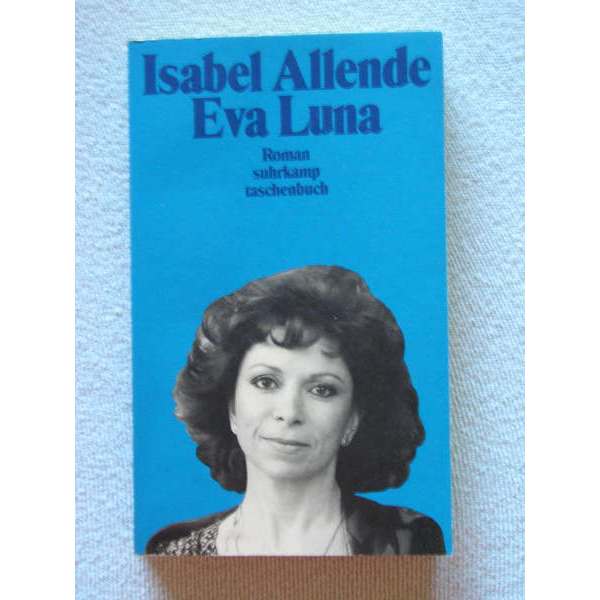 Isabel Allende
Eva Luna
Roman
suhrkamp
taschenbuch